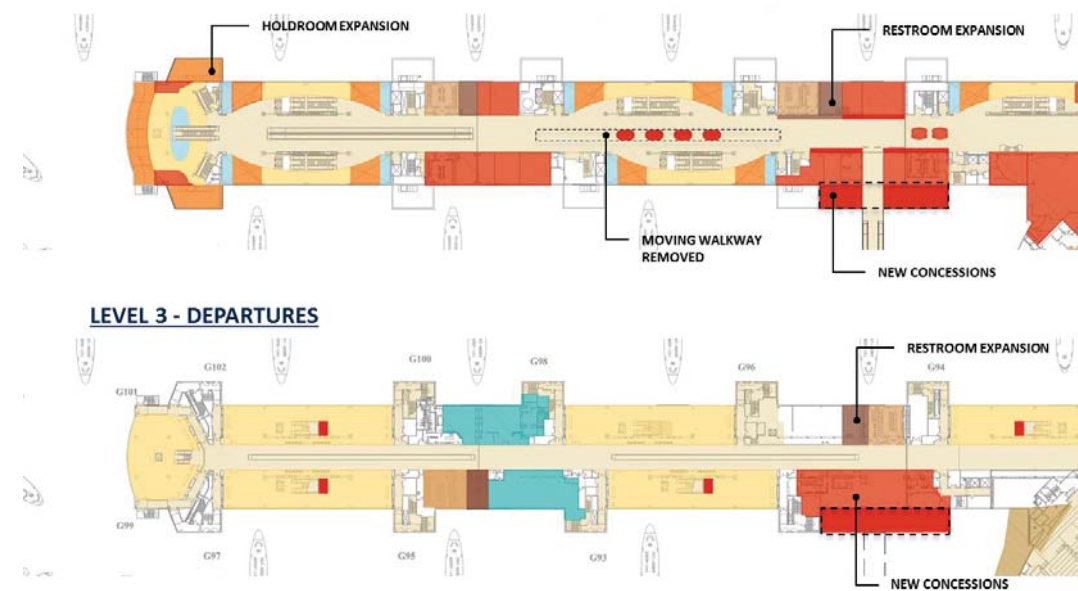 HOLDROOM EXPANSION
RESTROOM EXPANSION
MOVING WALKWAY
REMOVED
NEW CONCESSIONS
LEVEL 3 - DEPARTURES
RESTROOM EXPANSION
G102
G100
G98
G96
G94
G101
G99
G97
G95
G93
NEW CONCESSIONS